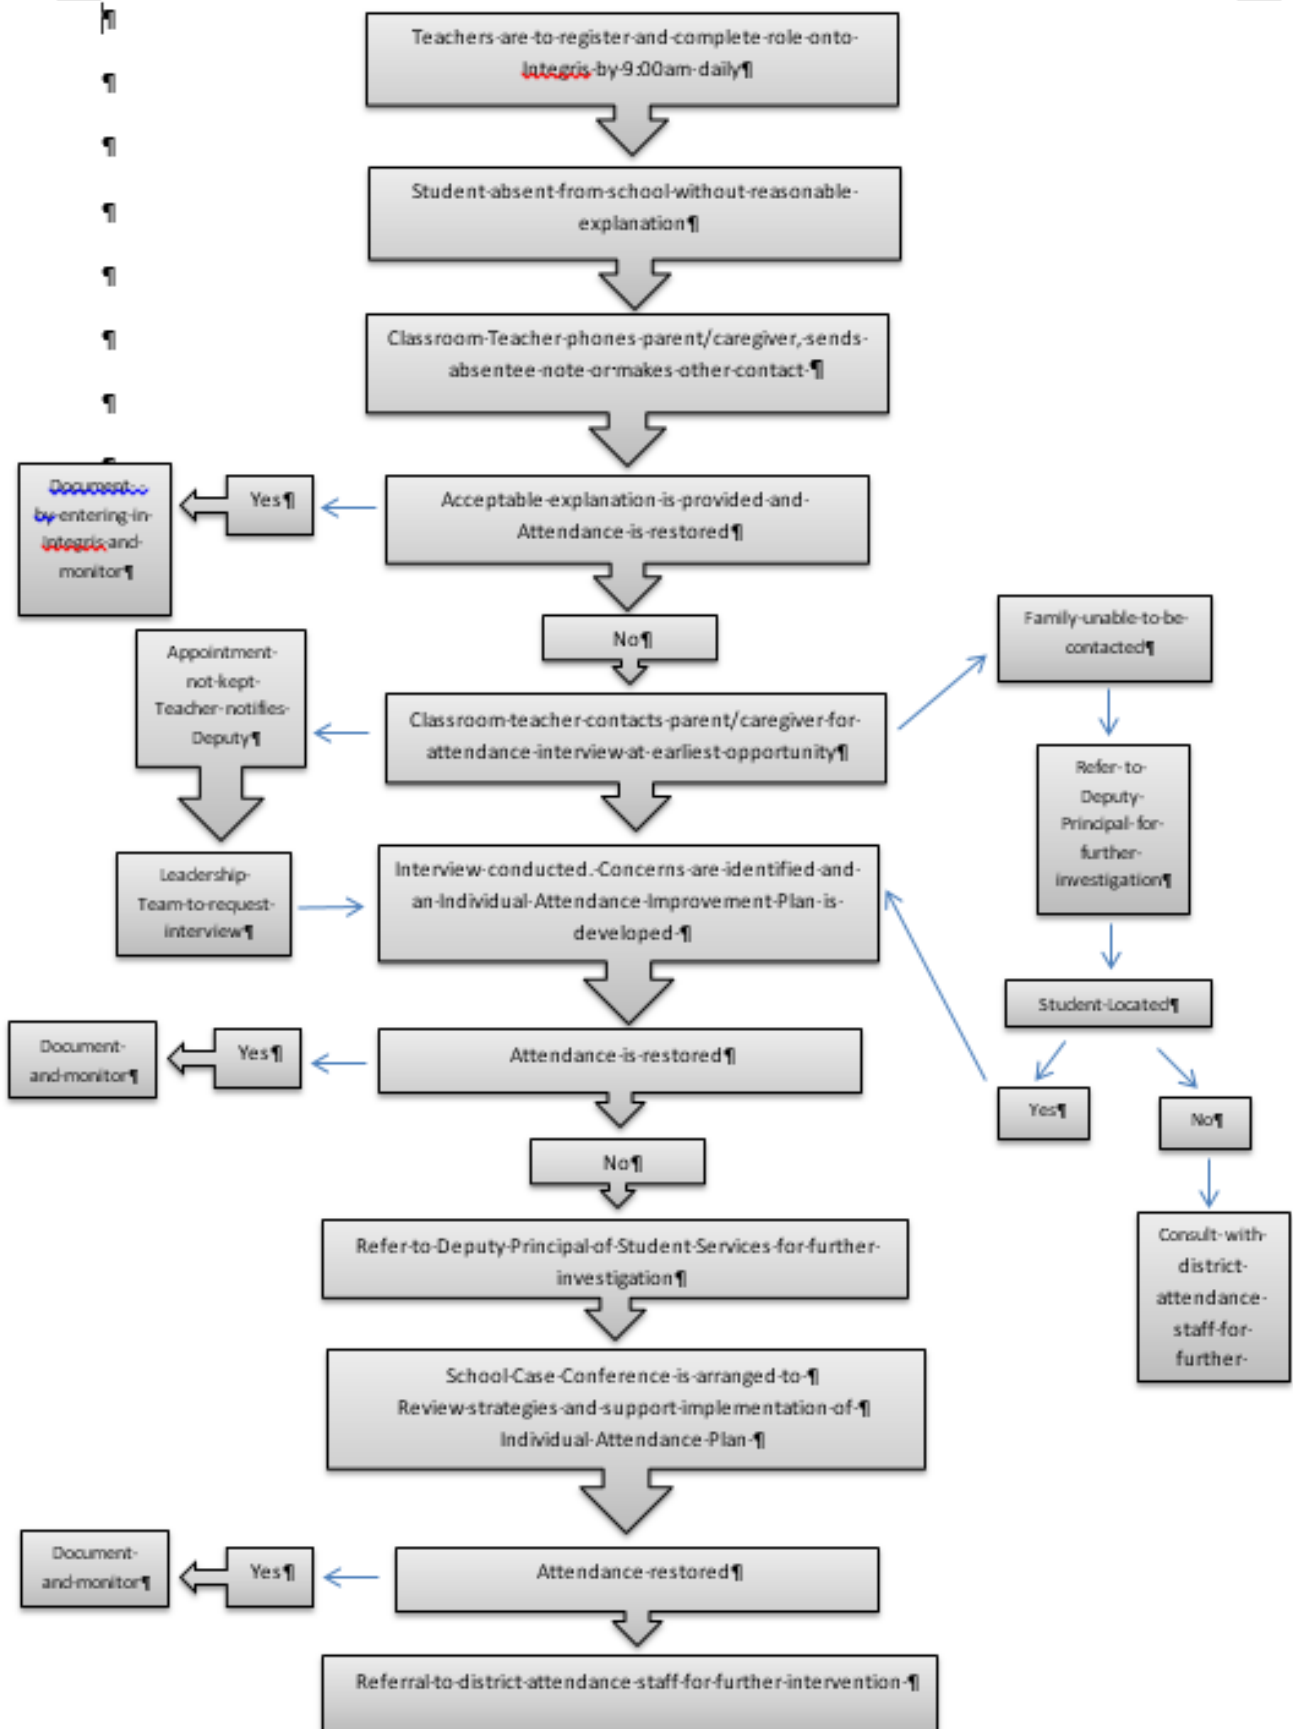 Teachers are to register and complete role onto
Integris by 9:00am daily¶
Student absent from school without reasonable
explanation¶
Classroom Teacher phones parent/caregiver, sends
absentee note or makes other contact ¶
Acceptable explanation is provided and
Attendance is restored¶
Yes¶
Document
by entering in
Integris and
monitor¶
No¶
Classroom teacher contacts parent/caregiver for
attendance interview at earliest opportunity¶
Appointment
not kept
Teacher notifies
Deputy¶
Leadership
Team to request
interview¶
Family unable to be
contacted¶
Refer to
Deputy
Principal for
further
investigation¶
Student Located¶
Yes¶
No¶
Consult with
district
attendance
staff for
further
Interview conducted. Concerns are identified and
an Individual Attendance Improvement Plan is
developed ¶
Attendance is restored¶
Yes¶
Document
and monitor¶
No¶
Refer to Deputy Principal of Student Services for further
investigation¶
School Case Conference is arranged to ¶
Review strategies and support implementation of ¶
Individual Attendance Plan ¶
Attendance restored¶
Yes¶
Document
and monitor¶
Referral to district attendance staff for further intervention ¶